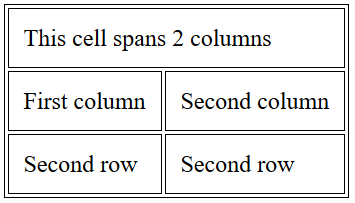 This cell spans 2 columns
First column Second column
Second row Second row